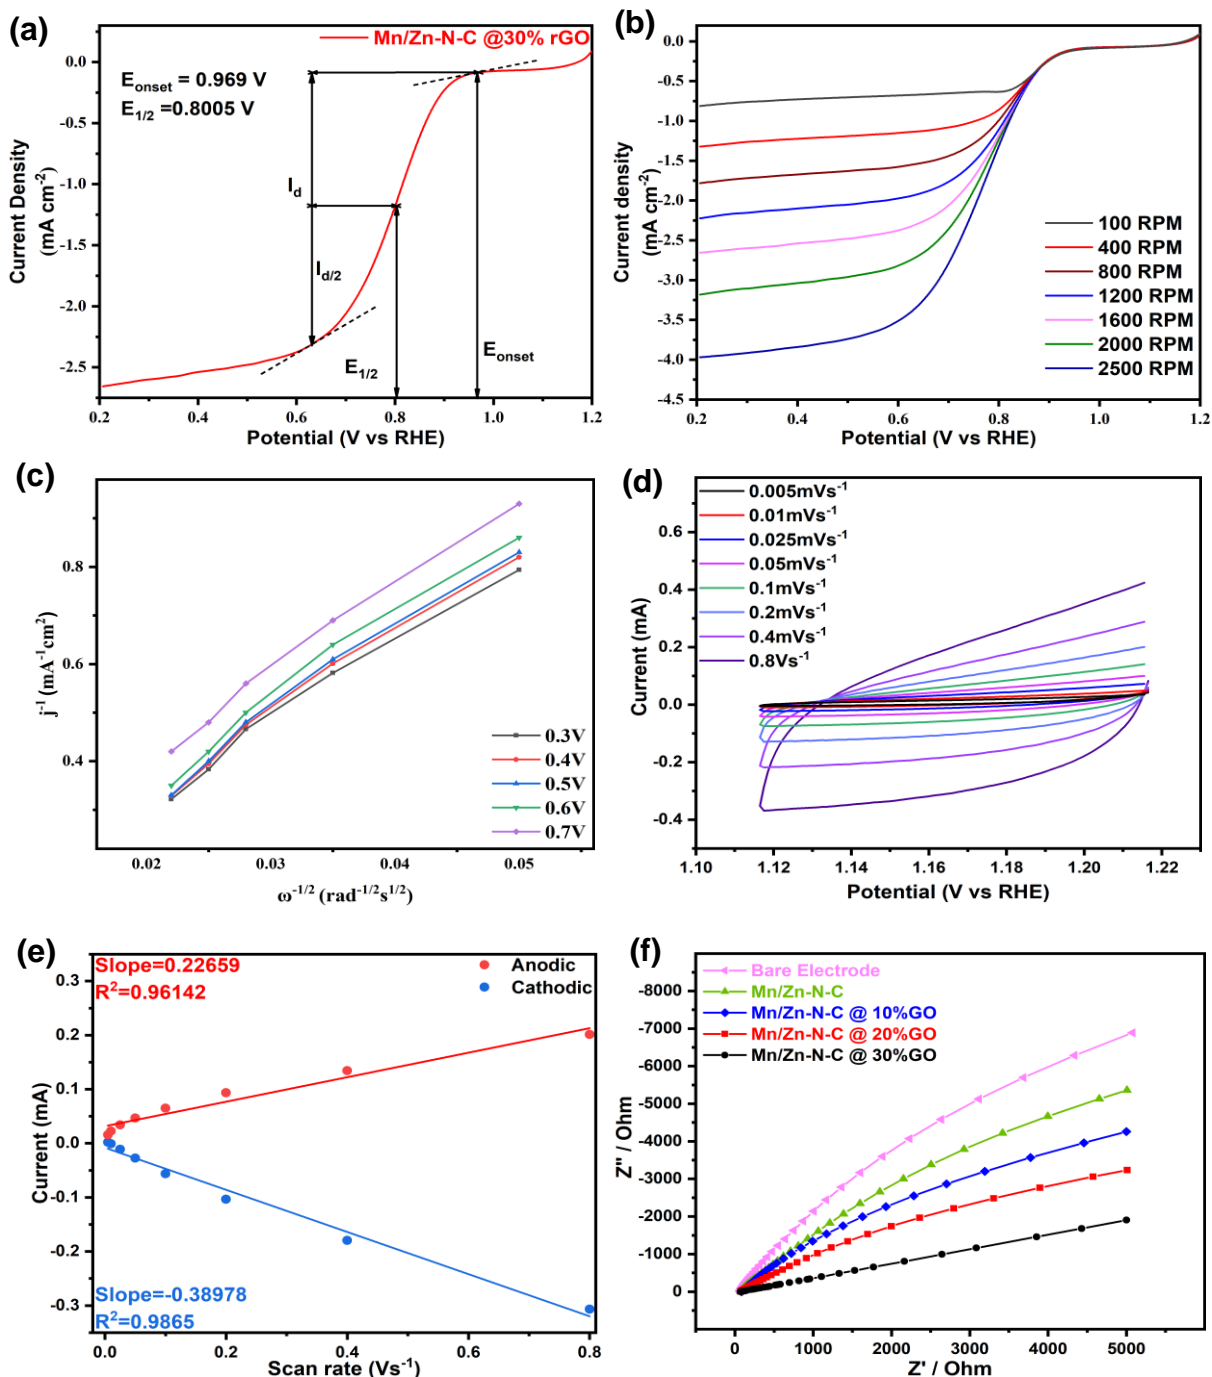 (a)
Mn/Zn-N-C @30% rGO
E_onset = 0.969 V
E_1/2 =0.8005 V
I_d
I_d/2
E_1/2
E_onset
0.0
-0.5
-1.0
-1.5
-2.0
-2.5
0.2 0.4 0.6 0.8 1.0 1.2
Current Density
(mA cm⁻²)
Potential (V vs RHE)
(b)
0.0
-0.5
-1.0
-1.5
-2.0
-2.5
-3.0
-3.5
-4.0
-4.5
0.2 0.4 0.6 0.8 1.0 1.2
Current density
(mA cm⁻²)
100 RPM
400 RPM
800 RPM
1200 RPM
1600 RPM
2000 RPM
2500 RPM
Potential (V vs RHE)
(c)
0.8
0.6
0.4
0.02 0.03 0.04 0.05
j⁻¹ (mA⁻¹cm²)
0.3V
0.4V
0.5V
0.6V
0.7V
ω⁻¹/² (rad⁻¹/²s¹/²)
(d)
0.005mVs⁻¹
0.01mVs⁻¹
0.025mVs⁻¹
0.05mVs⁻¹
0.1mVs⁻¹
0.2mVs⁻¹
0.4mVs⁻¹
0.8Vs⁻¹
0.6
0.4
0.2
0.0
-0.2
-0.4
1.10 1.12 1.14 1.16 1.18 1.20 1.22
Current (mA)
Potential (V vs RHE)
(e)
Slope=0.22659
R²=0.96142
Anodic
Cathodic
0.3
0.2
0.1
0.0
-0.1
-0.2
-0.3
Slope=-0.38978
R²=0.9865
0.0 0.2 0.4 0.6 0.8
Current (mA)
Scan rate (Vs⁻¹)
(f)
Bare Electrode
Mn/Zn-N-C
Mn/Zn-N-C @ 10%GO
Mn/Zn-N-C @ 20%GO
Mn/Zn-N-C @ 30%GO
-8000
-7000
-6000
-5000
-4000
-3000
-2000
-1000
0
0 1000 2000 3000 4000 5000
Z'' / Ohm
Z' / Ohm